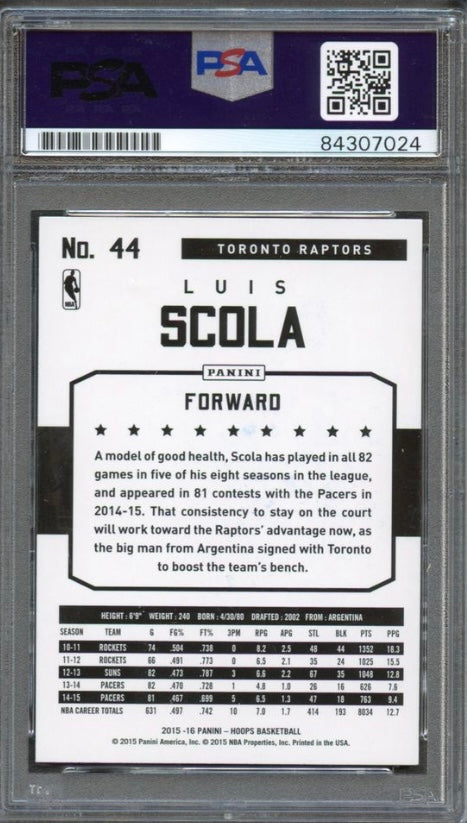 PSA
PSA
84307024
No. 44
TORONTO RAPTORS
NBA
LUIS
SCOLA
PANINI
FORWARD
A model of good health, Scola has played in all 82
games in five of his eight seasons in the league,
and appeared in 81 contests with the Pacers in
2014-15. That consistency to stay on the court
will work toward the Raptors' advantage now, as
the big man from Argentina signed with Toronto
to boost the team's bench.
HEIGHT: 6'9" WEIGHT: 240 BORN: 4/30/80 DRAFTED: 2002 FROM: ARGENTINA
SEASON TEAM G FG% FT% 3PM RPG APG STL BLK PTS PPG
10-11 ROCKETS 74 .504 .738 0 8.2 2.5 48 44 1352 18.3
11-12 ROCKETS 66 .491 .773 0 6.5 2.1 35 24 1025 15.5
12-13 SUNS 82 .473 .787 3 6.6 2.2 67 35 1048 12.8
13-14 PACERS 82 .470 .728 1 4.8 1.0 26 16 626 7.6
14-15 PACERS 81 .467 .699 5 6.5 1.3 47 18 763 9.4
NBA CAREER TOTALS 631 .497 .742 10 7.0 1.7 414 193 8034 12.7
2015-16 PANINI – HOOPS BASKETBALL
© 2015 Panini America, Inc. © 2015 NBA Properties, Inc. Printed in the USA.
PSA